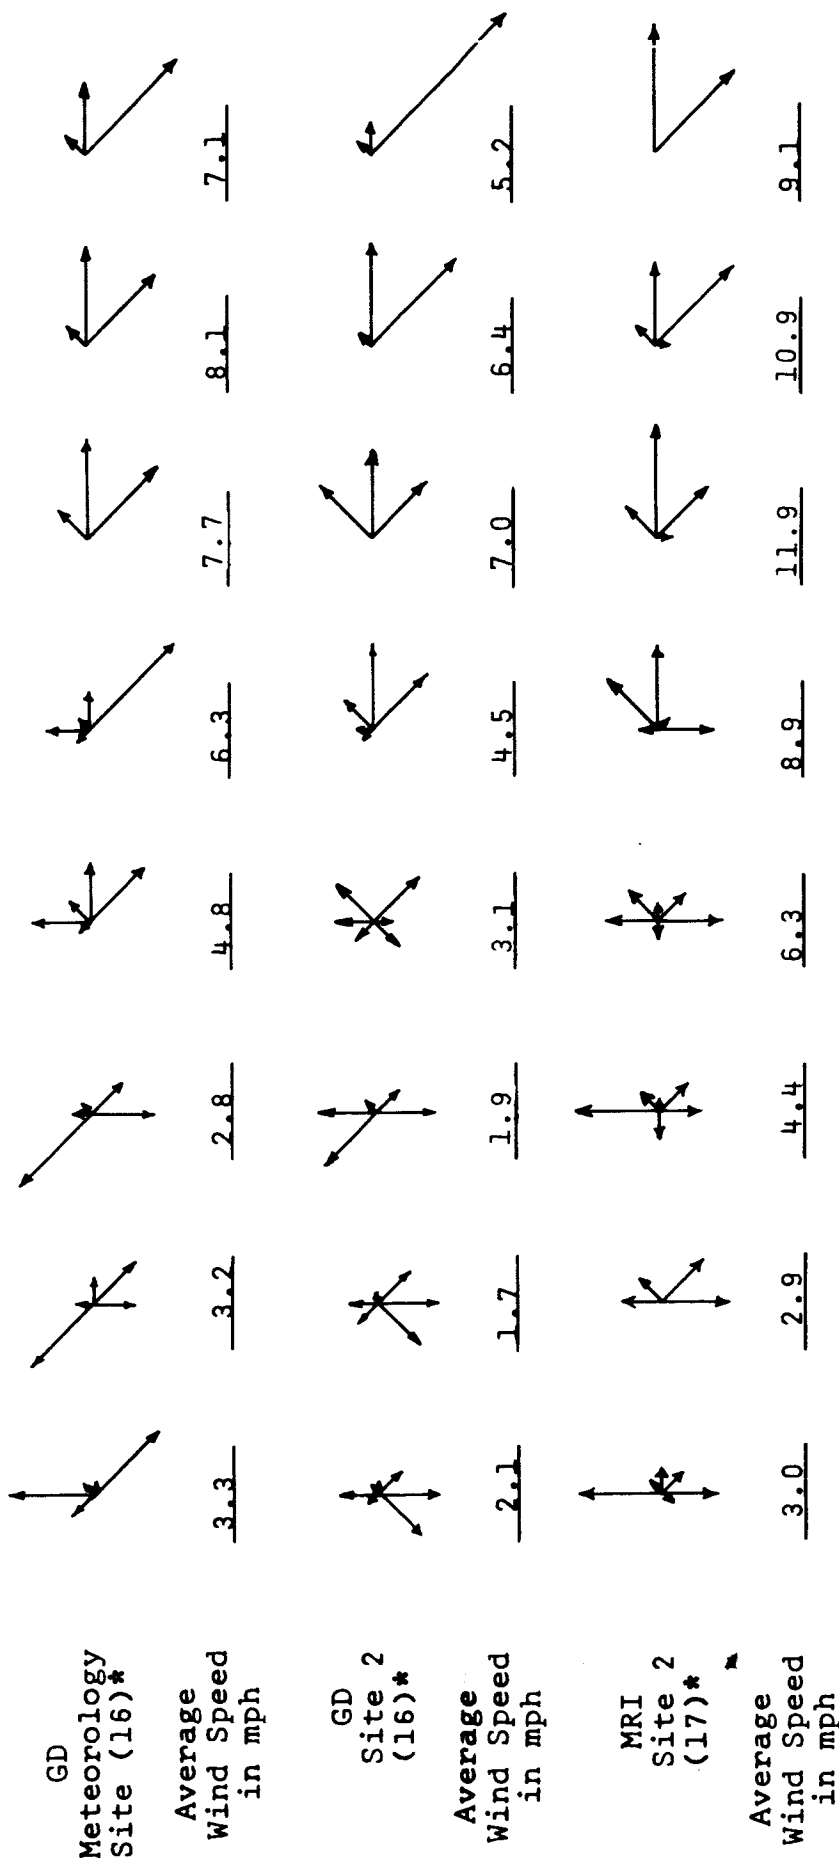 GD
Meteorology
Site (16)*
Average
Wind Speed
in mph
3.3 3.2 2.8 4.8 6.3 7.7 8.1 7.1
GD
Site 2
(16)*
Average
Wind Speed
in mph
2.1 1.7 1.9 3.1 4.5 7.0 6.4 5.2
MRI
Site 2
(17)*
Average
Wind Speed
in mph
3.0 2.9 4.4 6.3 8.9 11.9 10.9 9.1